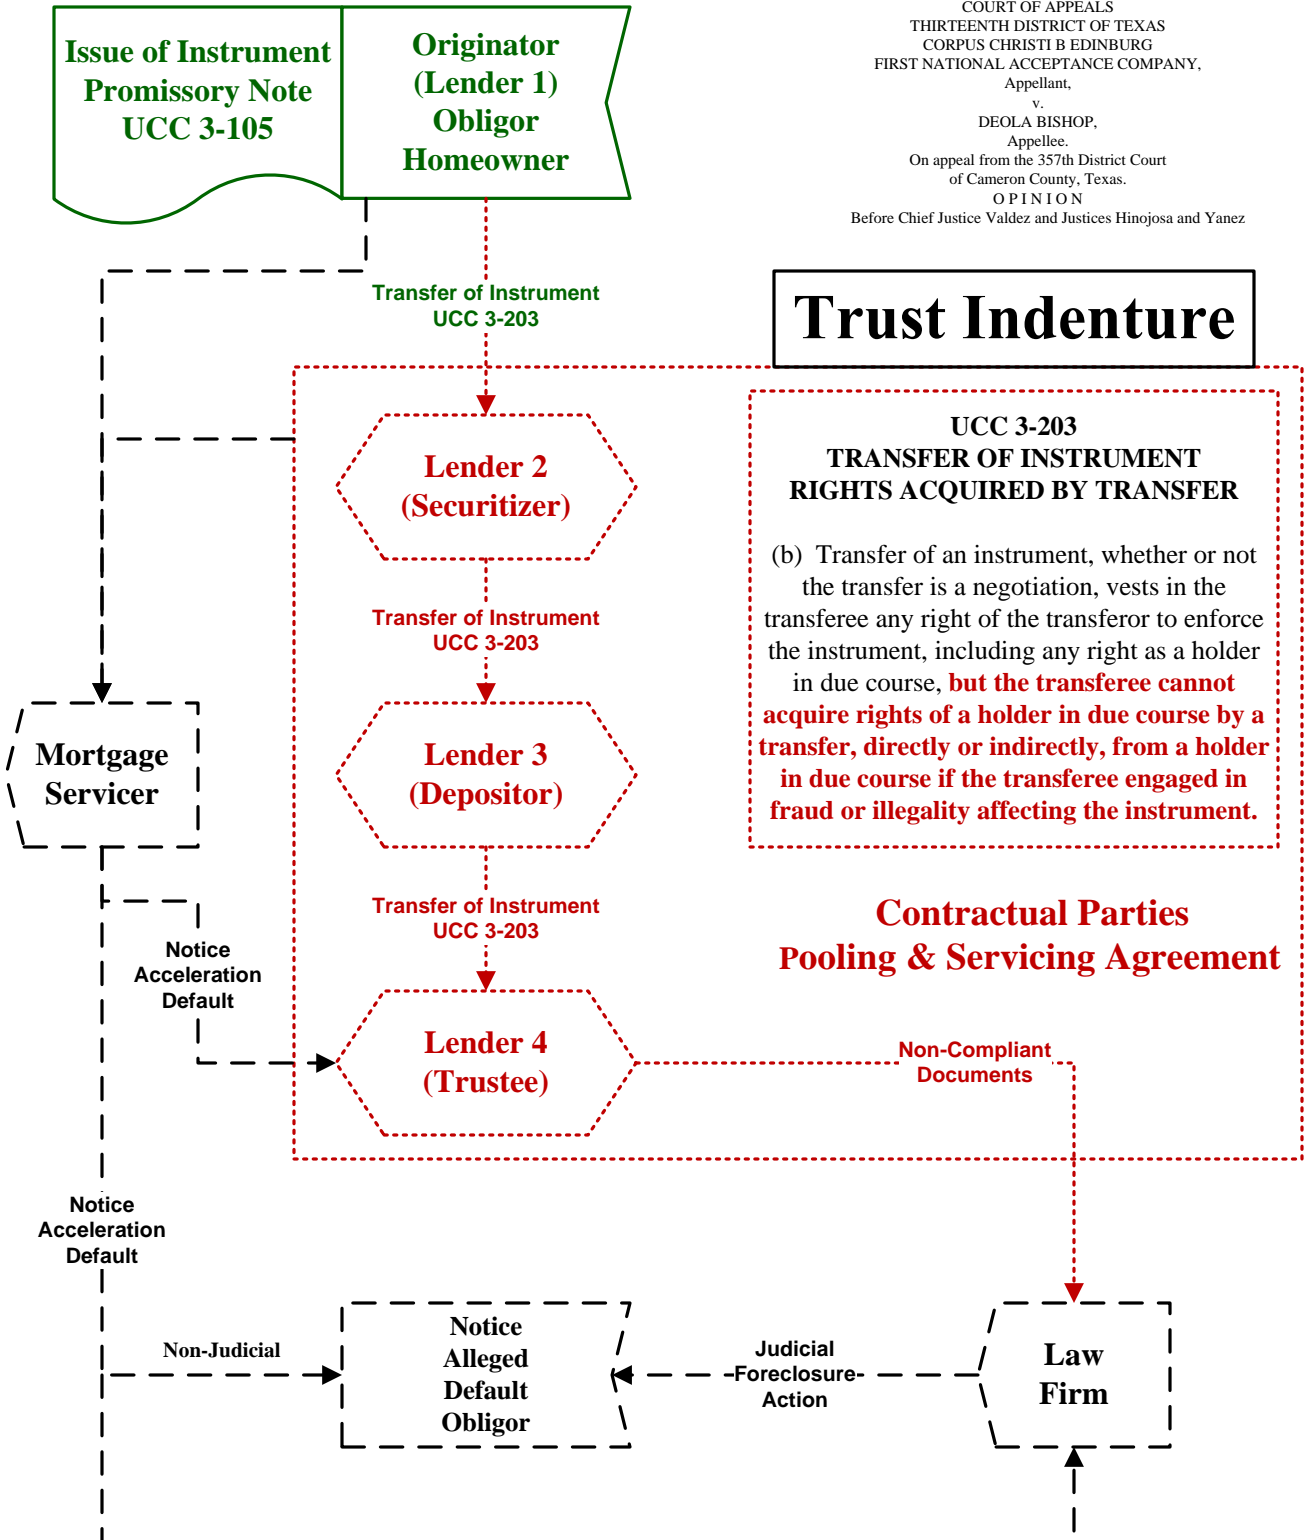 COURT OF APPEALS
THIRTEENTH DISTRICT OF TEXAS
CORPUS CHRISTI B EDINBURG
FIRST NATIONAL ACCEPTANCE COMPANY,
Appellant,
v.
DEOLA BISHOP,
Appellee.
On appeal from the 357th District Court
of Cameron County, Texas.
O P I N I O N
Before Chief Justice Valdez and Justices Hinojosa and Yanez
Issue of Instrument
Promissory Note
UCC 3-105
Originator
(Lender 1)
Obligor
Homeowner
Transfer of Instrument
UCC 3-203
Trust Indenture
Lender 2
(Securitizer)
UCC 3-203
TRANSFER OF INSTRUMENT
RIGHTS ACQUIRED BY TRANSFER
(b) Transfer of an instrument, whether or not
the transfer is a negotiation, vests in the
transferee any right of the transferor to enforce
the instrument, including any right as a holder
in due course, but the transferee cannot
acquire rights of a holder in due course by a
transfer, directly or indirectly, from a holder
in due course if the transferee engaged in
fraud or illegality affecting the instrument.
Transfer of Instrument
UCC 3-203
Mortgage
Servicer
Lender 3
(Depositor)
Transfer of Instrument
UCC 3-203
Contractual Parties
Pooling & Servicing Agreement
Notice
Acceleration
Default
Lender 4
(Trustee)
Non-Compliant
Documents
Notice
Acceleration
Default
Non-Judicial
Notice
Alleged
Default
Obligor
Judicial
Foreclosure
Action
Law
Firm